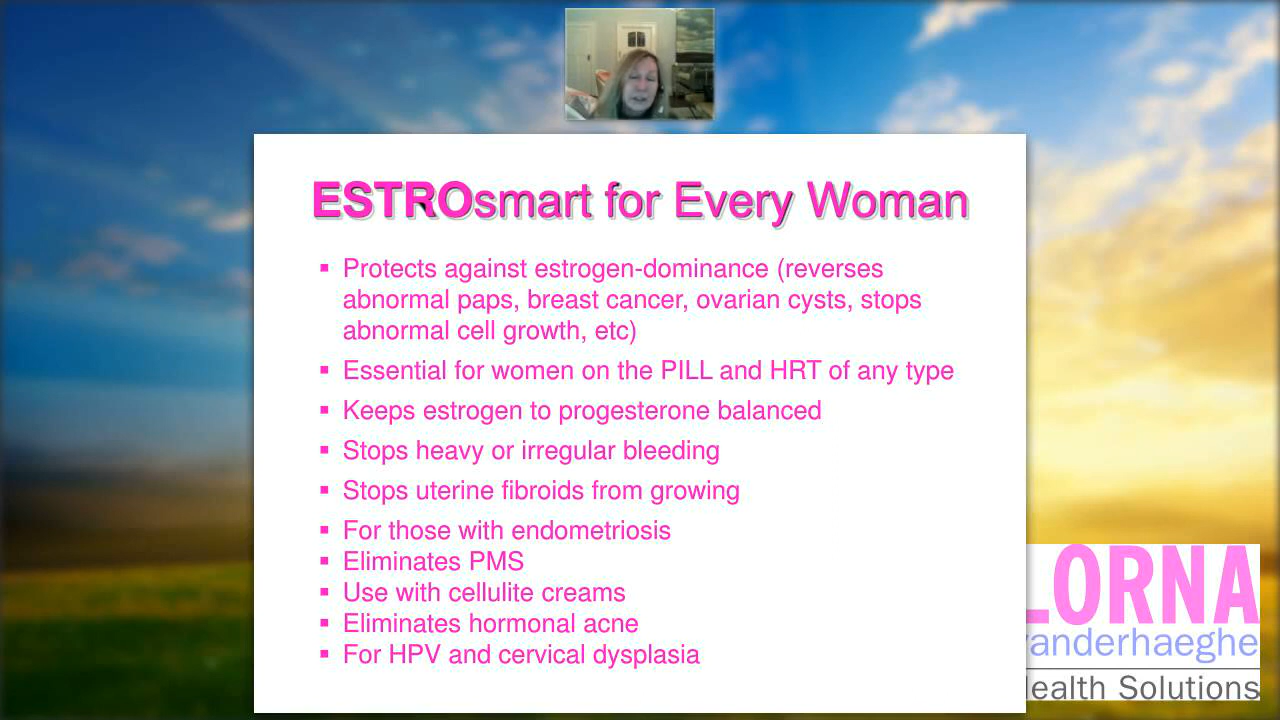 ESTROsmart for Every Woman
▪ Protects against estrogen-dominance (reverses
abnormal paps, breast cancer, ovarian cysts, stops
abnormal cell growth, etc)
▪ Essential for women on the PILL and HRT of any type
▪ Keeps estrogen to progesterone balanced
▪ Stops heavy or irregular bleeding
▪ Stops uterine fibroids from growing
▪ For those with endometriosis
▪ Eliminates PMS
▪ Use with cellulite creams
▪ Eliminates hormonal acne
▪ For HPV and cervical dysplasia
LORNA
vanderhaeghe
Health Solutions